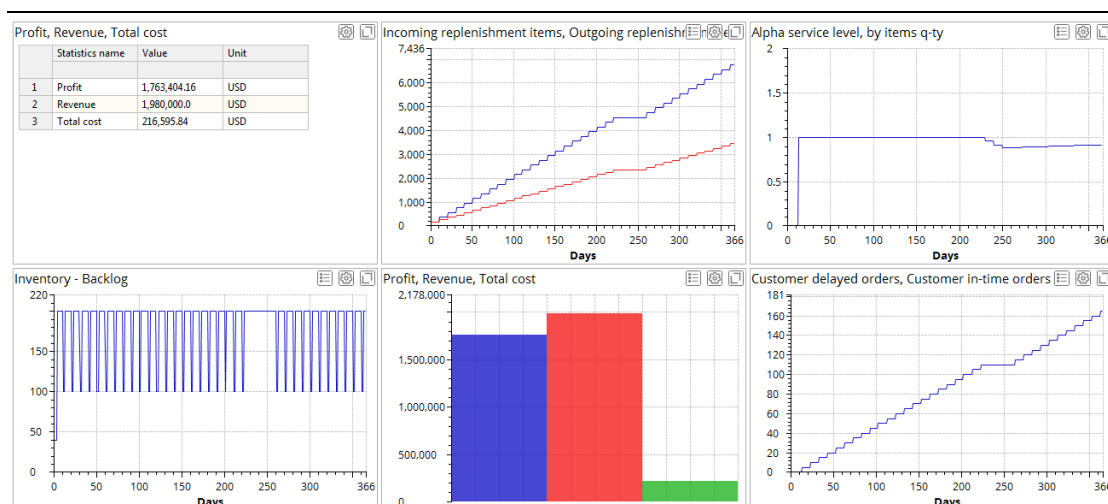 Profit, Revenue, Total cost
Statistics name Value Unit
1 Profit 1,763,404.16 USD
2 Revenue 1,980,000.0 USD
3 Total cost 216,595.84 USD
Incoming replenishment items, Outgoing
7,436
6,000
5,000
4,000
3,000
2,000
1,000
0
0 50 100 150 200 250 300 366
Days
Alpha service level, by items q-ty
2
1.5
1
0.5
0
0 50 100 150 200 250 300 366
Days
Inventory - Backlog
220
150
100
50
0
0 50 100 150 200 250 300 366
Days
Profit, Revenue, Total cost
2,178,000
1,500,000
1,000,000
500,000
0
Customer delayed orders, Customer in-time orders
181
160
140
120
100
80
60
40
20
0
0 50 100 150 200 250 300 366
Days